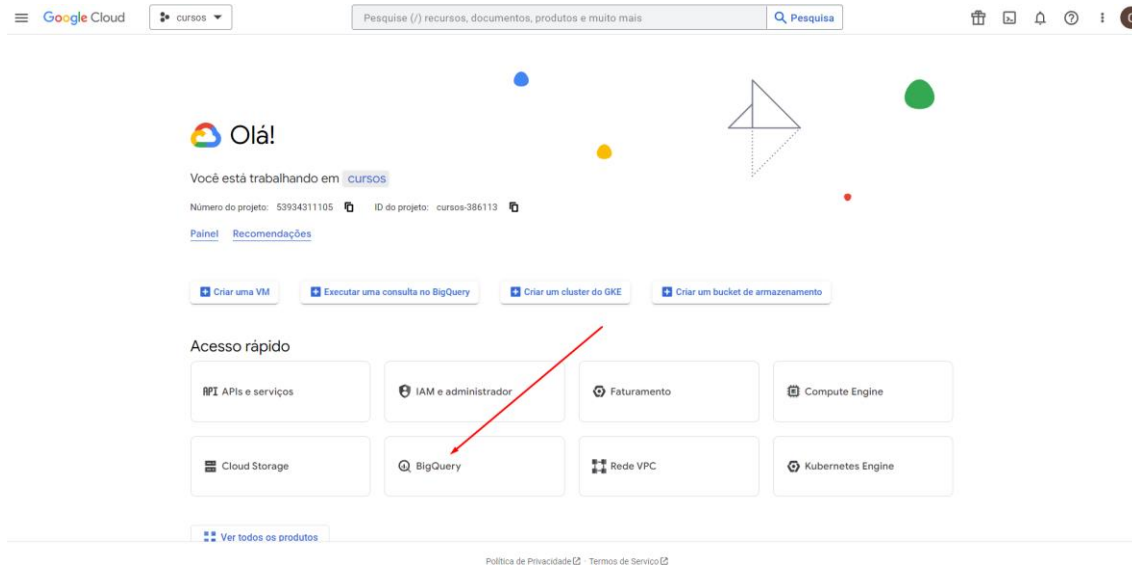 Google Cloud
cursos
Pesquise (/) recursos, documentos, produtos e muito mais
Pesquisa
Olá!
Você está trabalhando em cursos
Número do projeto: 53934311105 ID do projeto: cursos-386113
Painel Recomendações
Criar uma VM
Executar uma consulta no BigQuery
Criar um cluster do GKE
Criar um bucket de armazenamento
Acesso rápido
API APIs e serviços
IAM e administrador
Faturamento
Compute Engine
Cloud Storage
BigQuery
Rede VPC
Kubernetes Engine
Ver todos os produtos
Política de Privacidade · Termos de Serviço